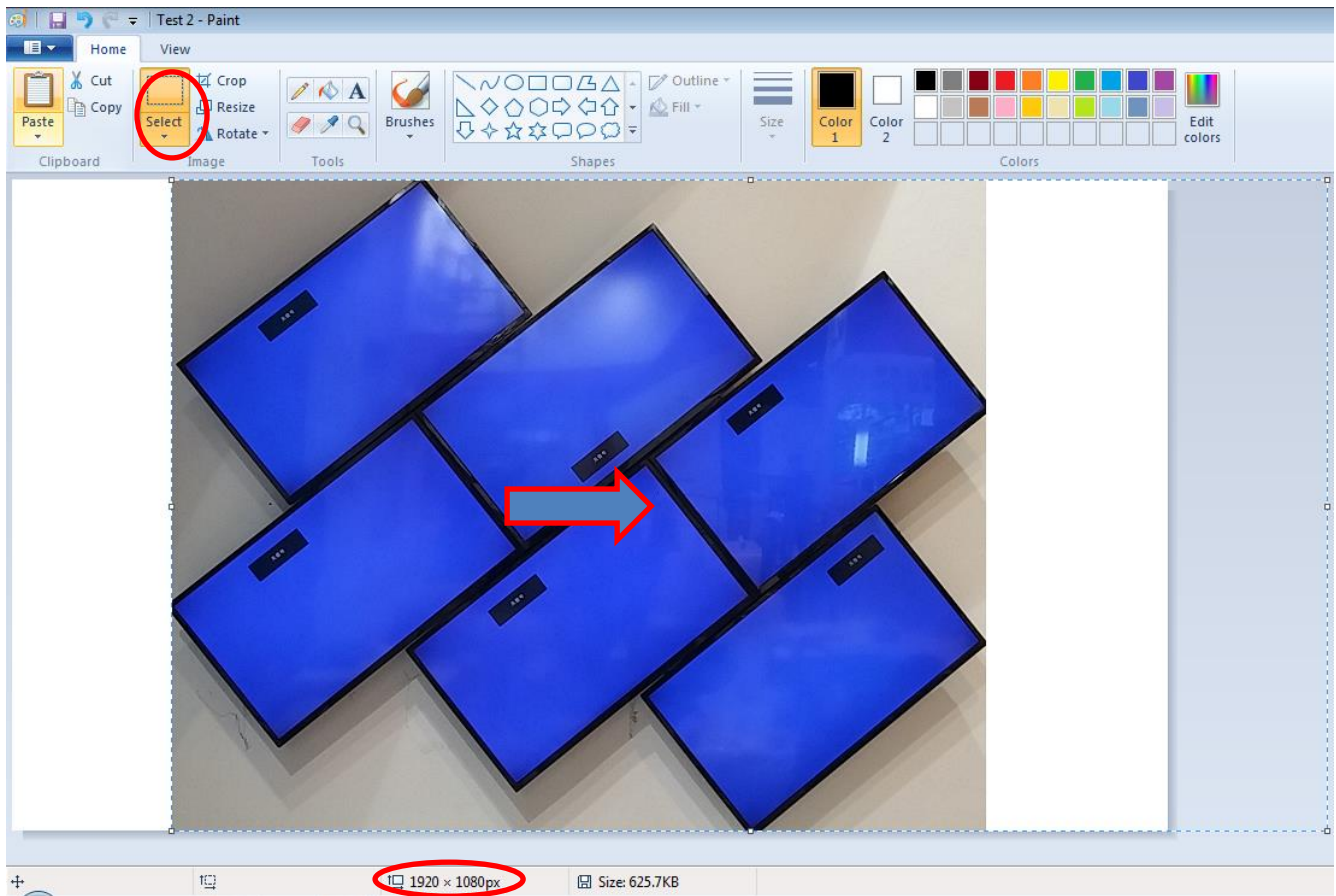 Test 2 - Paint
Home View
Paste
Cut
Copy
Clipboard
Select
Crop
Resize
Rotate
Image
A
Tools
Brushes
Outline
Fill
Shapes
Size
Color 1
Color 2
Edit colors
Colors
1920 × 1080px
Size: 625.7KB